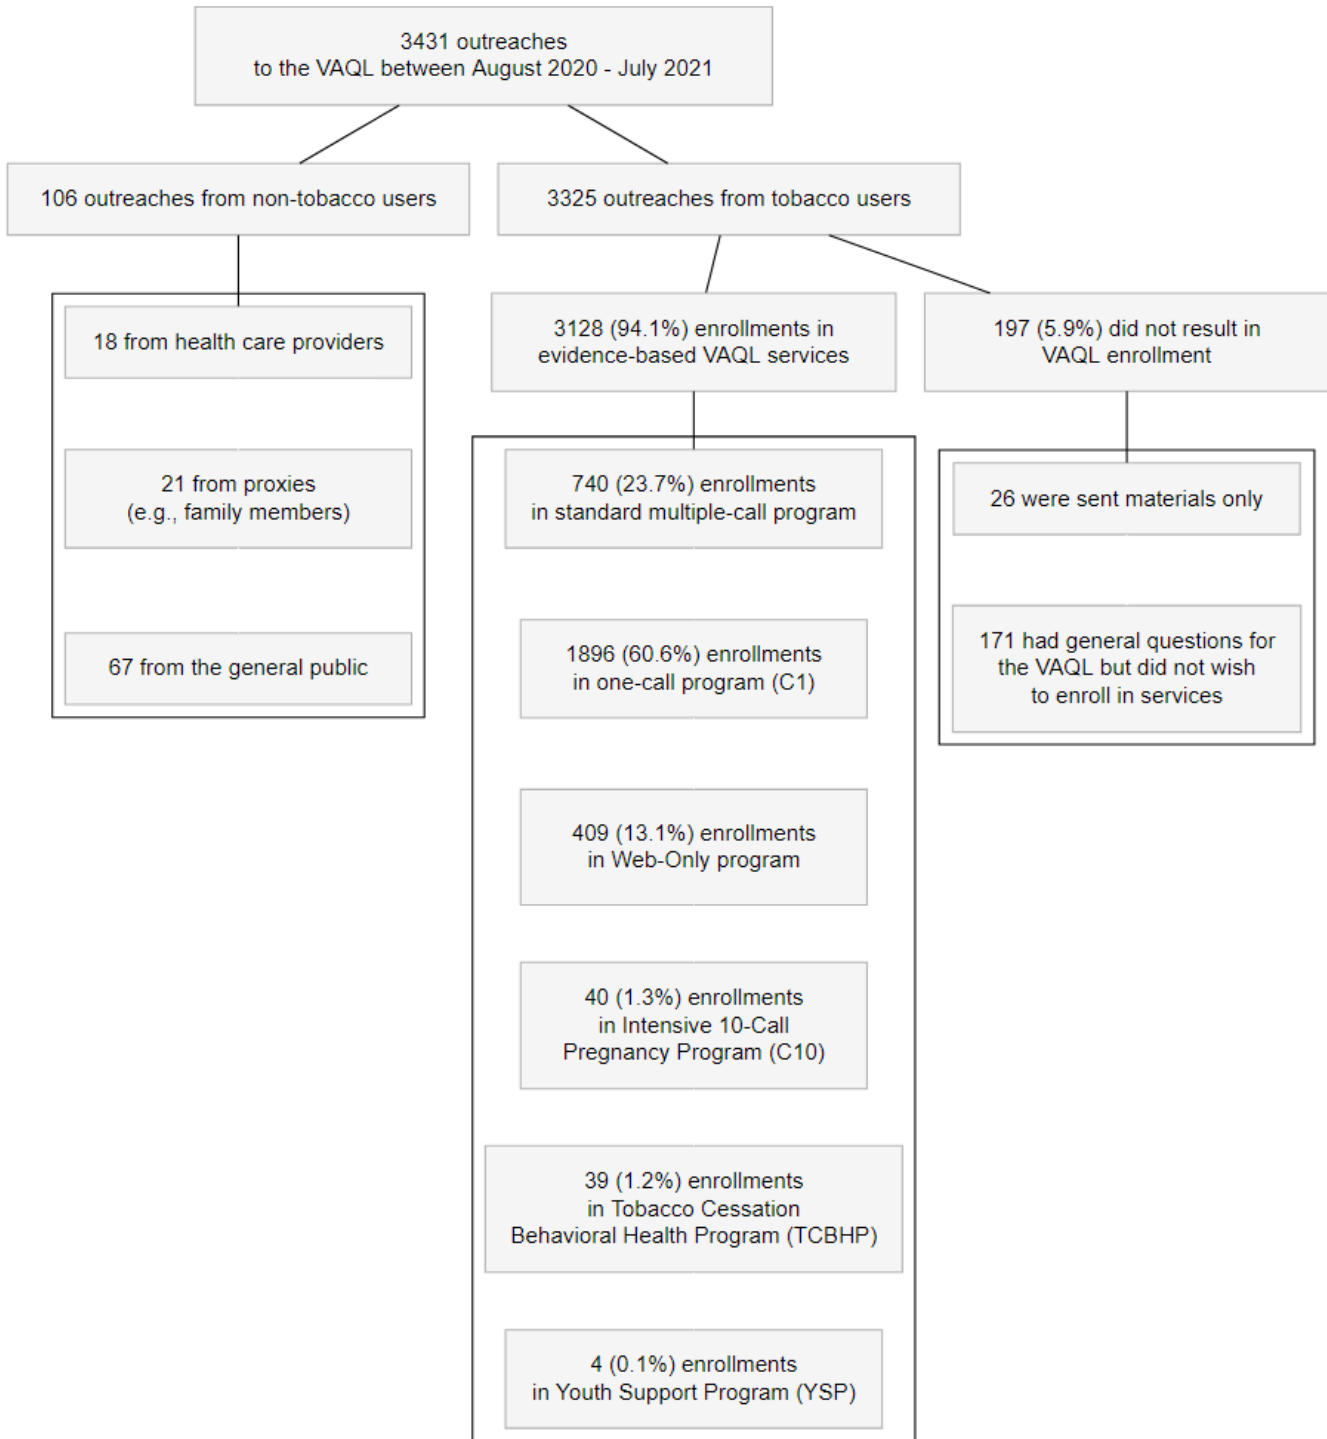 3431 outreaches
to the VAQL between August 2020 - July 2021
106 outreaches from non-tobacco users
3325 outreaches from tobacco users
18 from health care providers
21 from proxies
(e.g., family members)
67 from the general public
3128 (94.1%) enrollments in
evidence-based VAQL services
197 (5.9%) did not result in
VAQL enrollment
740 (23.7%) enrollments
in standard multiple-call program
1896 (60.6%) enrollments
in one-call program (C1)
409 (13.1%) enrollments
in Web-Only program
40 (1.3%) enrollments
in Intensive 10-Call
Pregnancy Program (C10)
39 (1.2%) enrollments
in Tobacco Cessation
Behavioral Health Program (TCBHP)
4 (0.1%) enrollments
in Youth Support Program (YSP)
26 were sent materials only
171 had general questions for
the VAQL but did not wish
to enroll in services